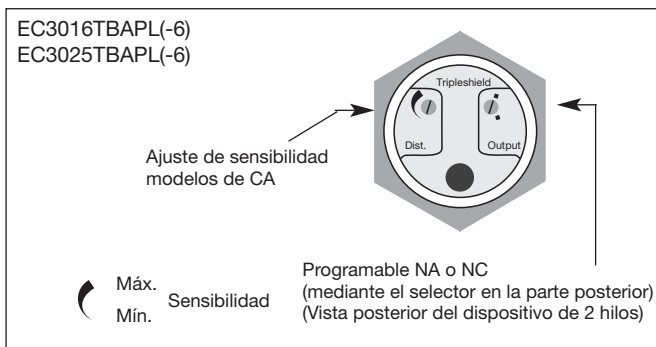 EC3016TBAPL(-6)
EC3025TBAPL(-6)
Tripleshield
Dist.
Output
Ajuste de sensibilidad
modelos de CA
Máx.
Mín.
Sensibilidad
Programable NA o NC
(mediante el selector en la parte posterior)
(Vista posterior del dispositivo de 2 hilos)